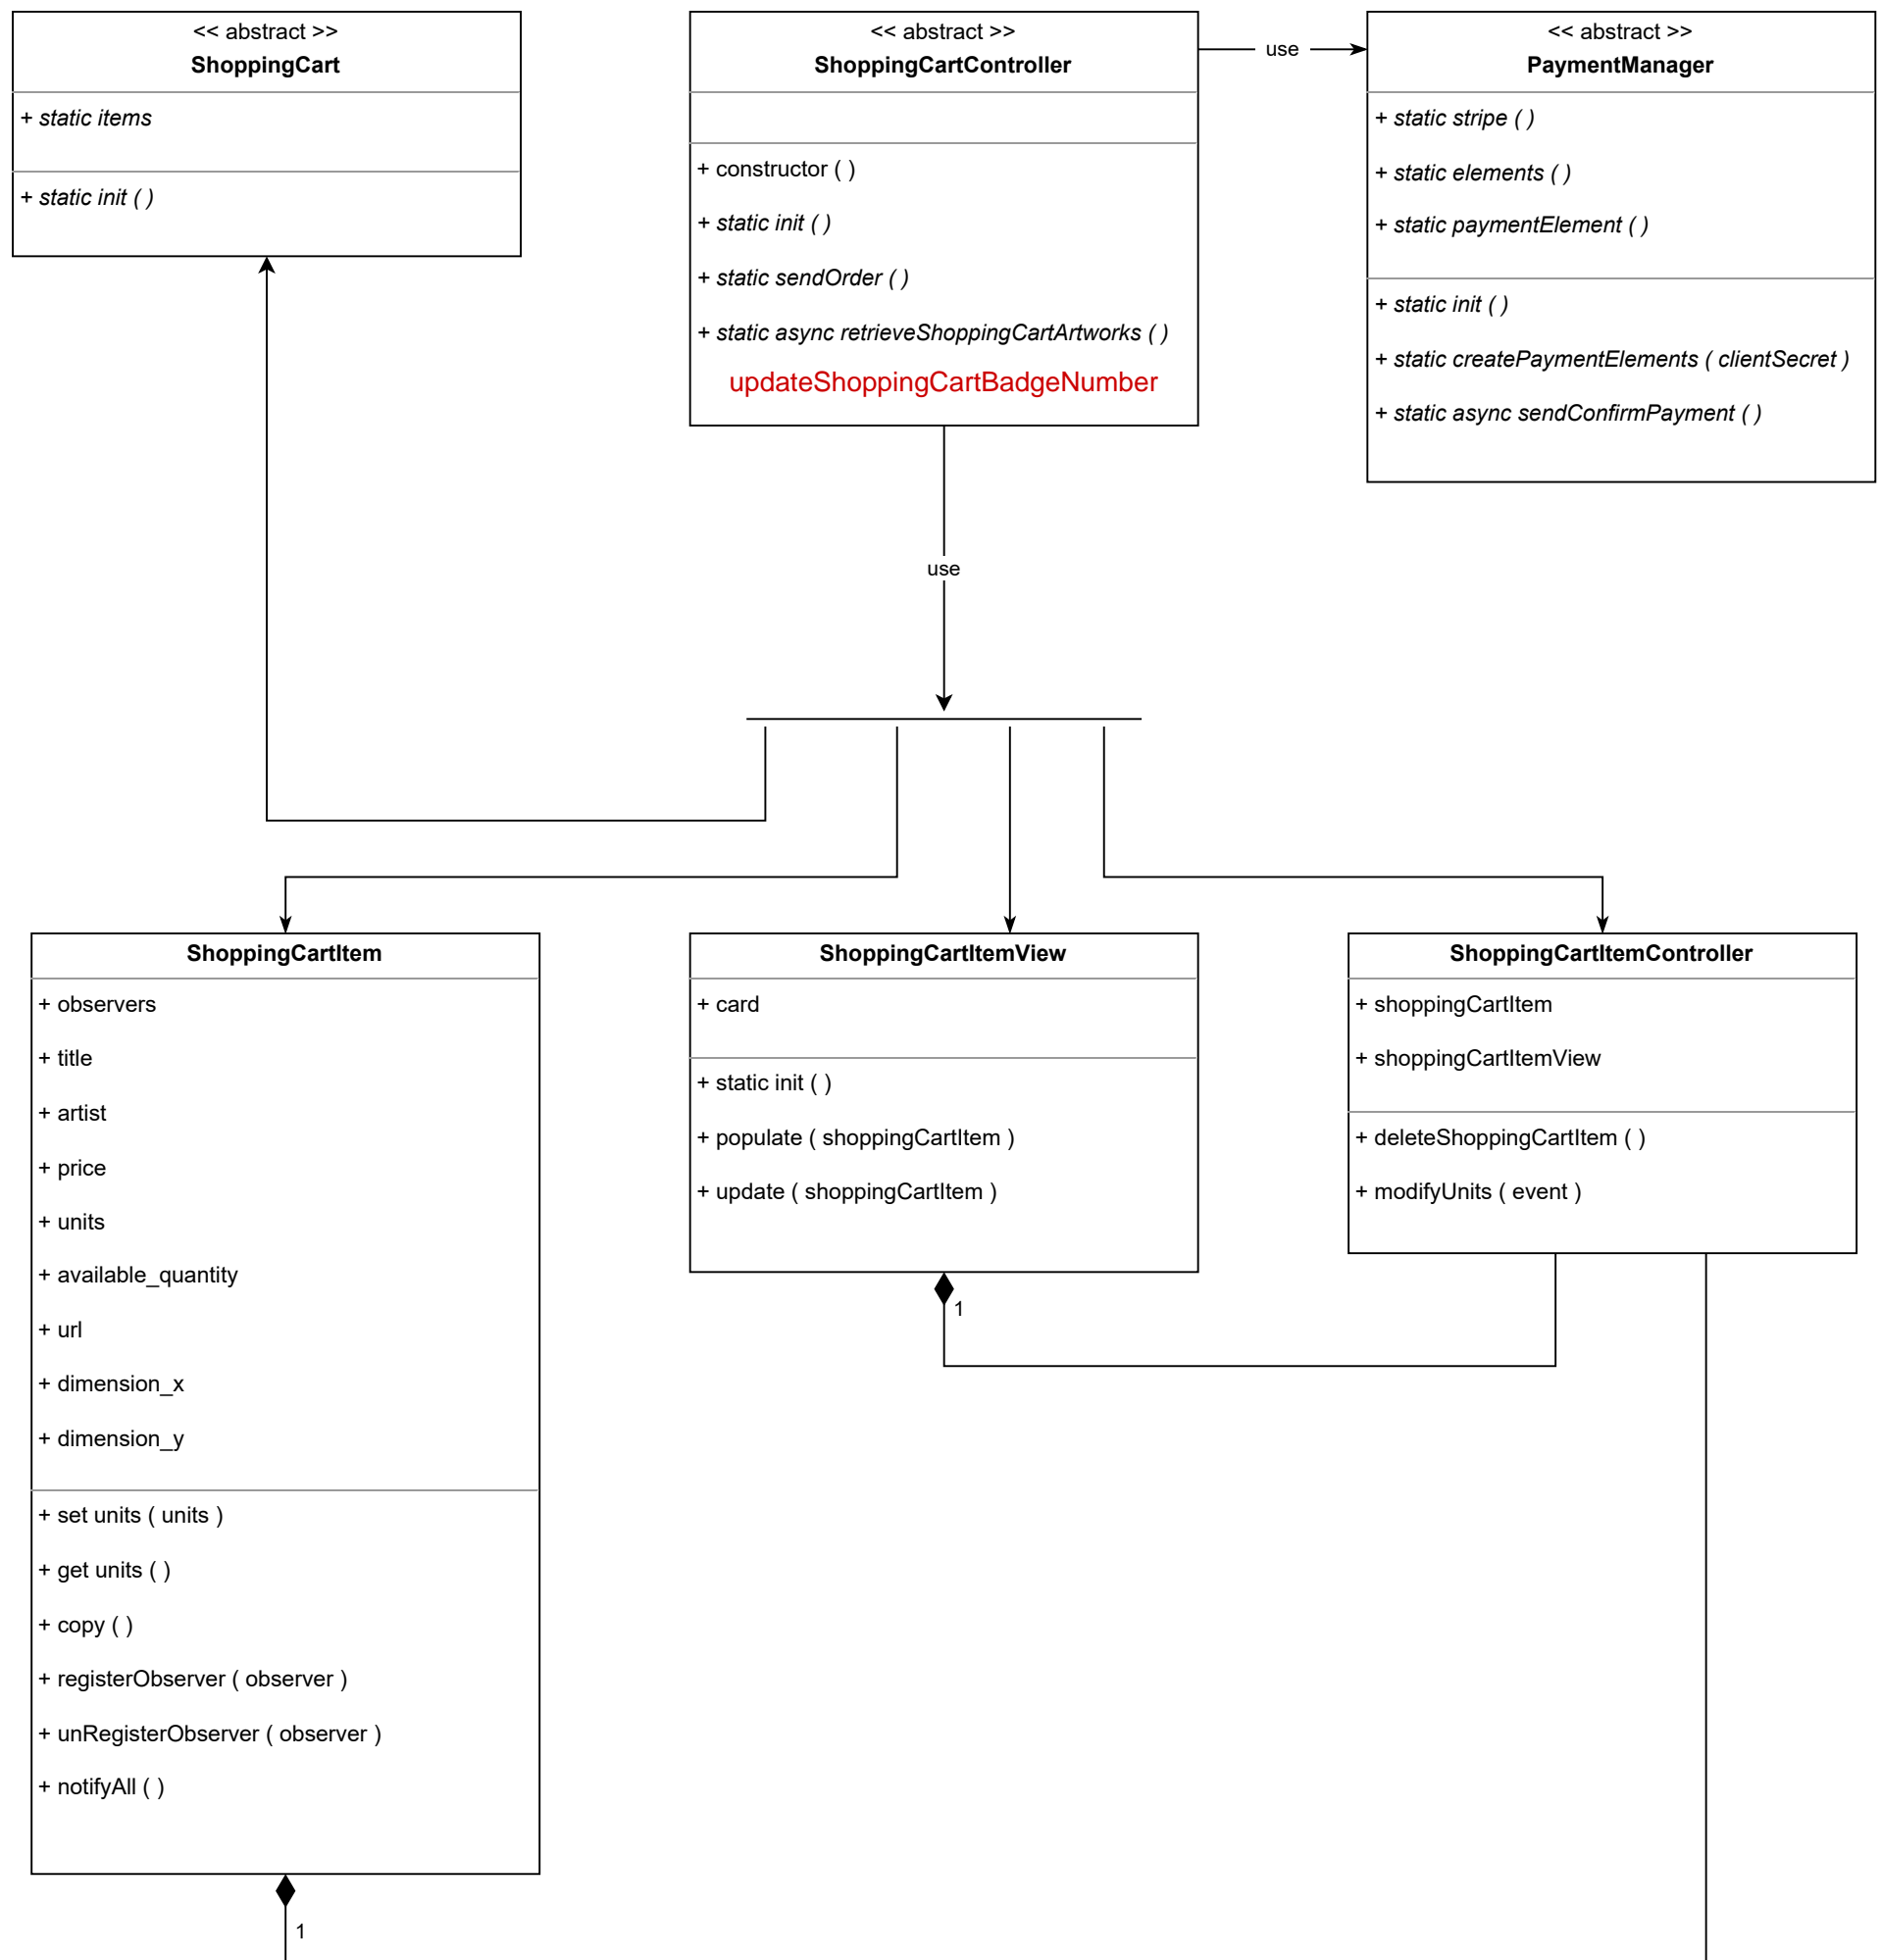 << abstract >>
ShoppingCart
+ static items
+ static init ( )
<< abstract >>
ShoppingCartController
+ constructor ( )
+ static init ( )
+ static sendOrder ( )
+ static async retrieveShoppingCartArtworks ( )
updateShoppingCartBadgeNumber
use
<< abstract >>
PaymentManager
+ static stripe ( )
+ static elements ( )
+ static paymentElement ( )
+ static init ( )
+ static createPaymentElements ( clientSecret )
+ static async sendConfirmPayment ( )
use
ShoppingCartItem
+ observers
+ title
+ artist
+ price
+ units
+ available_quantity
+ url
+ dimension_x
+ dimension_y
+ set units ( units )
+ get units ( )
+ copy ( )
+ registerObserver ( observer )
+ unRegisterObserver ( observer )
+ notifyAll ( )
1
ShoppingCartItemView
+ card
+ static init ( )
+ populate ( shoppingCartItem )
+ update ( shoppingCartItem )
1
ShoppingCartItemController
+ shoppingCartItem
+ shoppingCartItemView
+ deleteShoppingCartItem ( )
+ modifyUnits ( event )